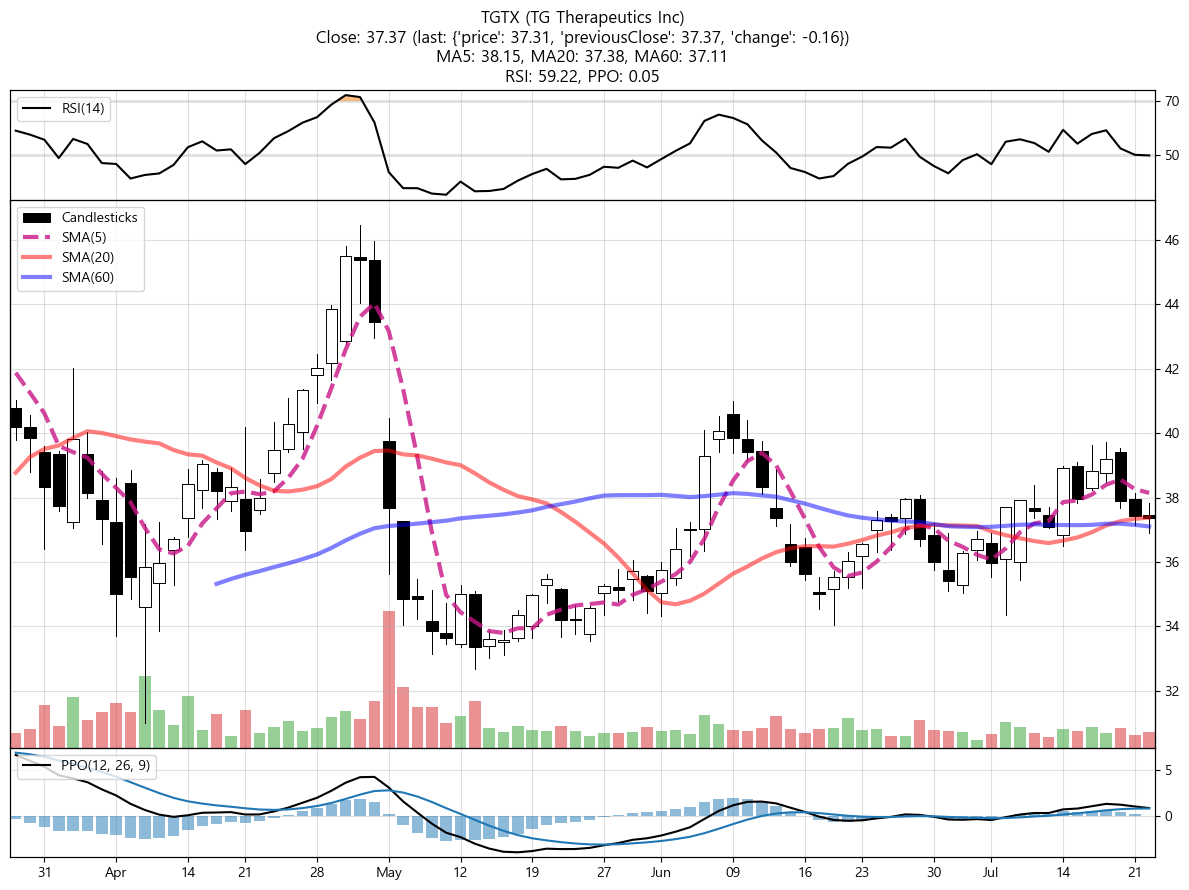 TGTX (TG Therapeutics Inc)
Close: 37.37 (last: {'price': 37.31, 'previousClose': 37.37, 'change': -0.16})
MA5: 38.15, MA20: 37.38, MA60: 37.11
RSI: 59.22, PPO: 0.05
RSI(14)
70
50
Candlesticks
SMA(5)
SMA(20)
SMA(60)
46
44
42
40
38
36
34
32
PPO(12, 26, 9)
5
0
31 Apr 14 21 28 May 12 19 27 Jun 09 16 23 30 Jul 14 21